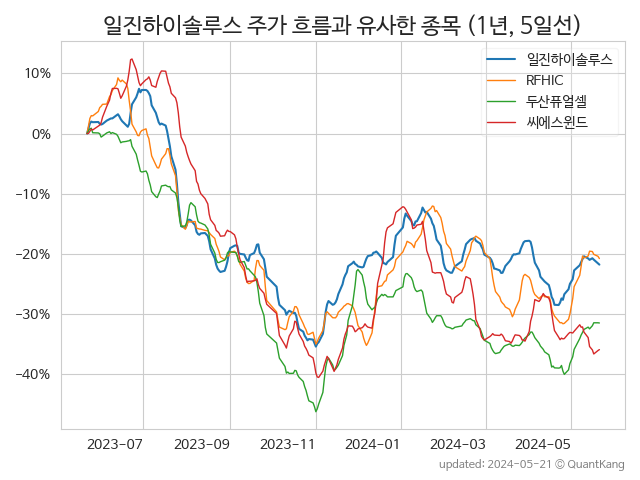 일진하이솔루스 주가 흐름과 유사한 종목 (1년, 5일선)
일진하이솔루스
RFHIC
두산퓨얼셀
씨에스윈드
10%
0%
−10%
−20%
−30%
−40%
2023-07 2023-09 2023-11 2024-01 2024-03 2024-05
updated: 2024-05-21 © QuantKang